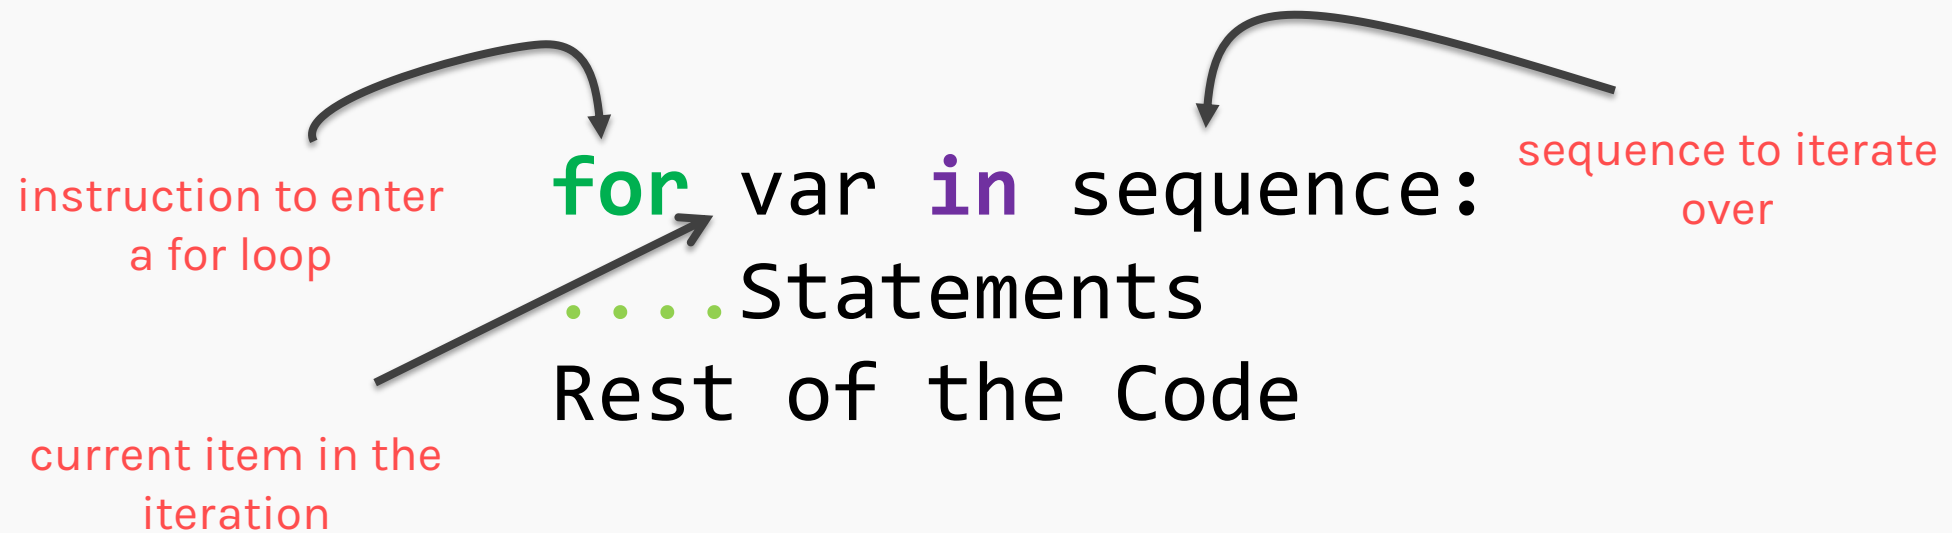 instruction to enter
a for loop
for var in sequence:
....Statements
Rest of the Code
sequence to iterate
over
current item in the
iteration